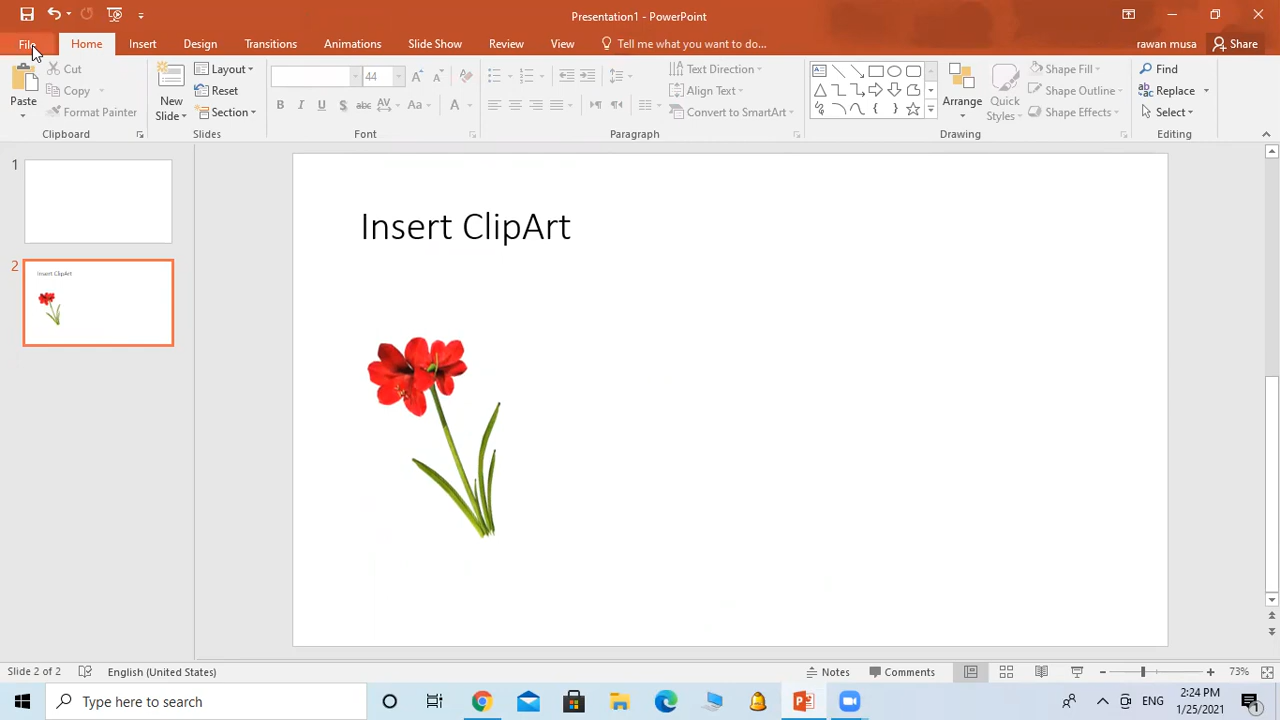 Presentation1 - PowerPoint
File Home Insert Design Transitions Animations Slide Show Review View Tell me what you want to do... rawan musa Share
Paste Cut Copy Format Painter Clipboard
New Slide Layout Reset Section Slides
44
B I U S abc AV Aa A Font
Text Direction Align Text Convert to SmartArt Paragraph
Arrange Quick Styles Shape Fill Shape Outline Shape Effects Drawing
Find Replace Select Editing
1
2
Insert ClipArt
Insert ClipArt
Slide 2 of 2 English (United States) Notes Comments 73%
Type here to search ENG 2:24 PM
1/25/2021 1